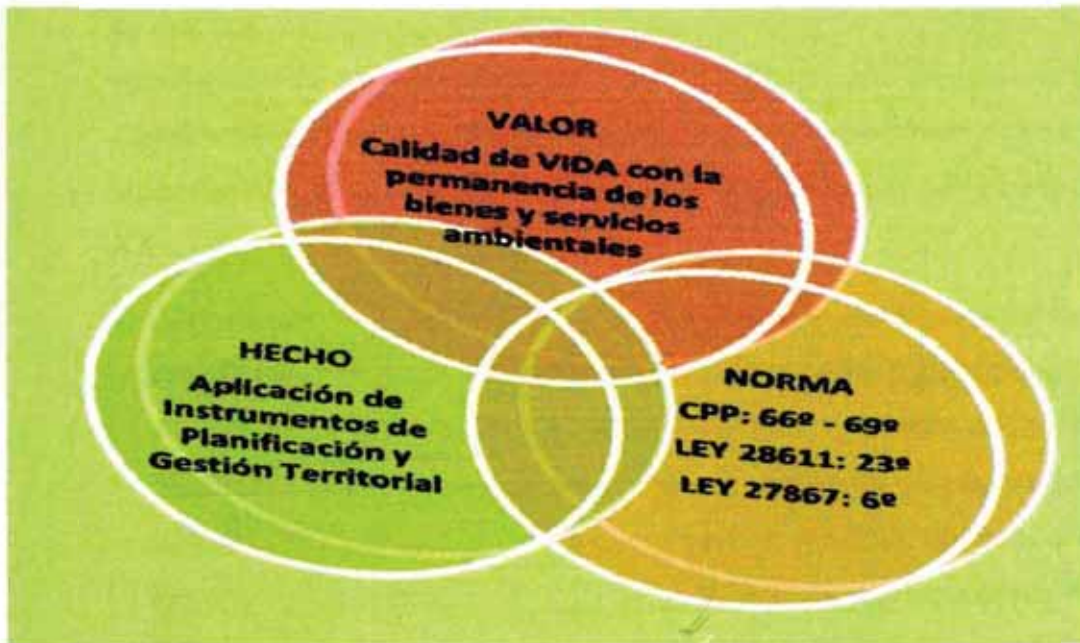 VALOR
Calidad de VIDA con la
permanencia de los
bienes y servicios
ambientales
HECHO
Aplicación de
Instrumentos de
Planificación y
Gestión Territorial
NORMA
CPP: 66º - 69º
LEY 28611: 23º
LEY 27867: 6º